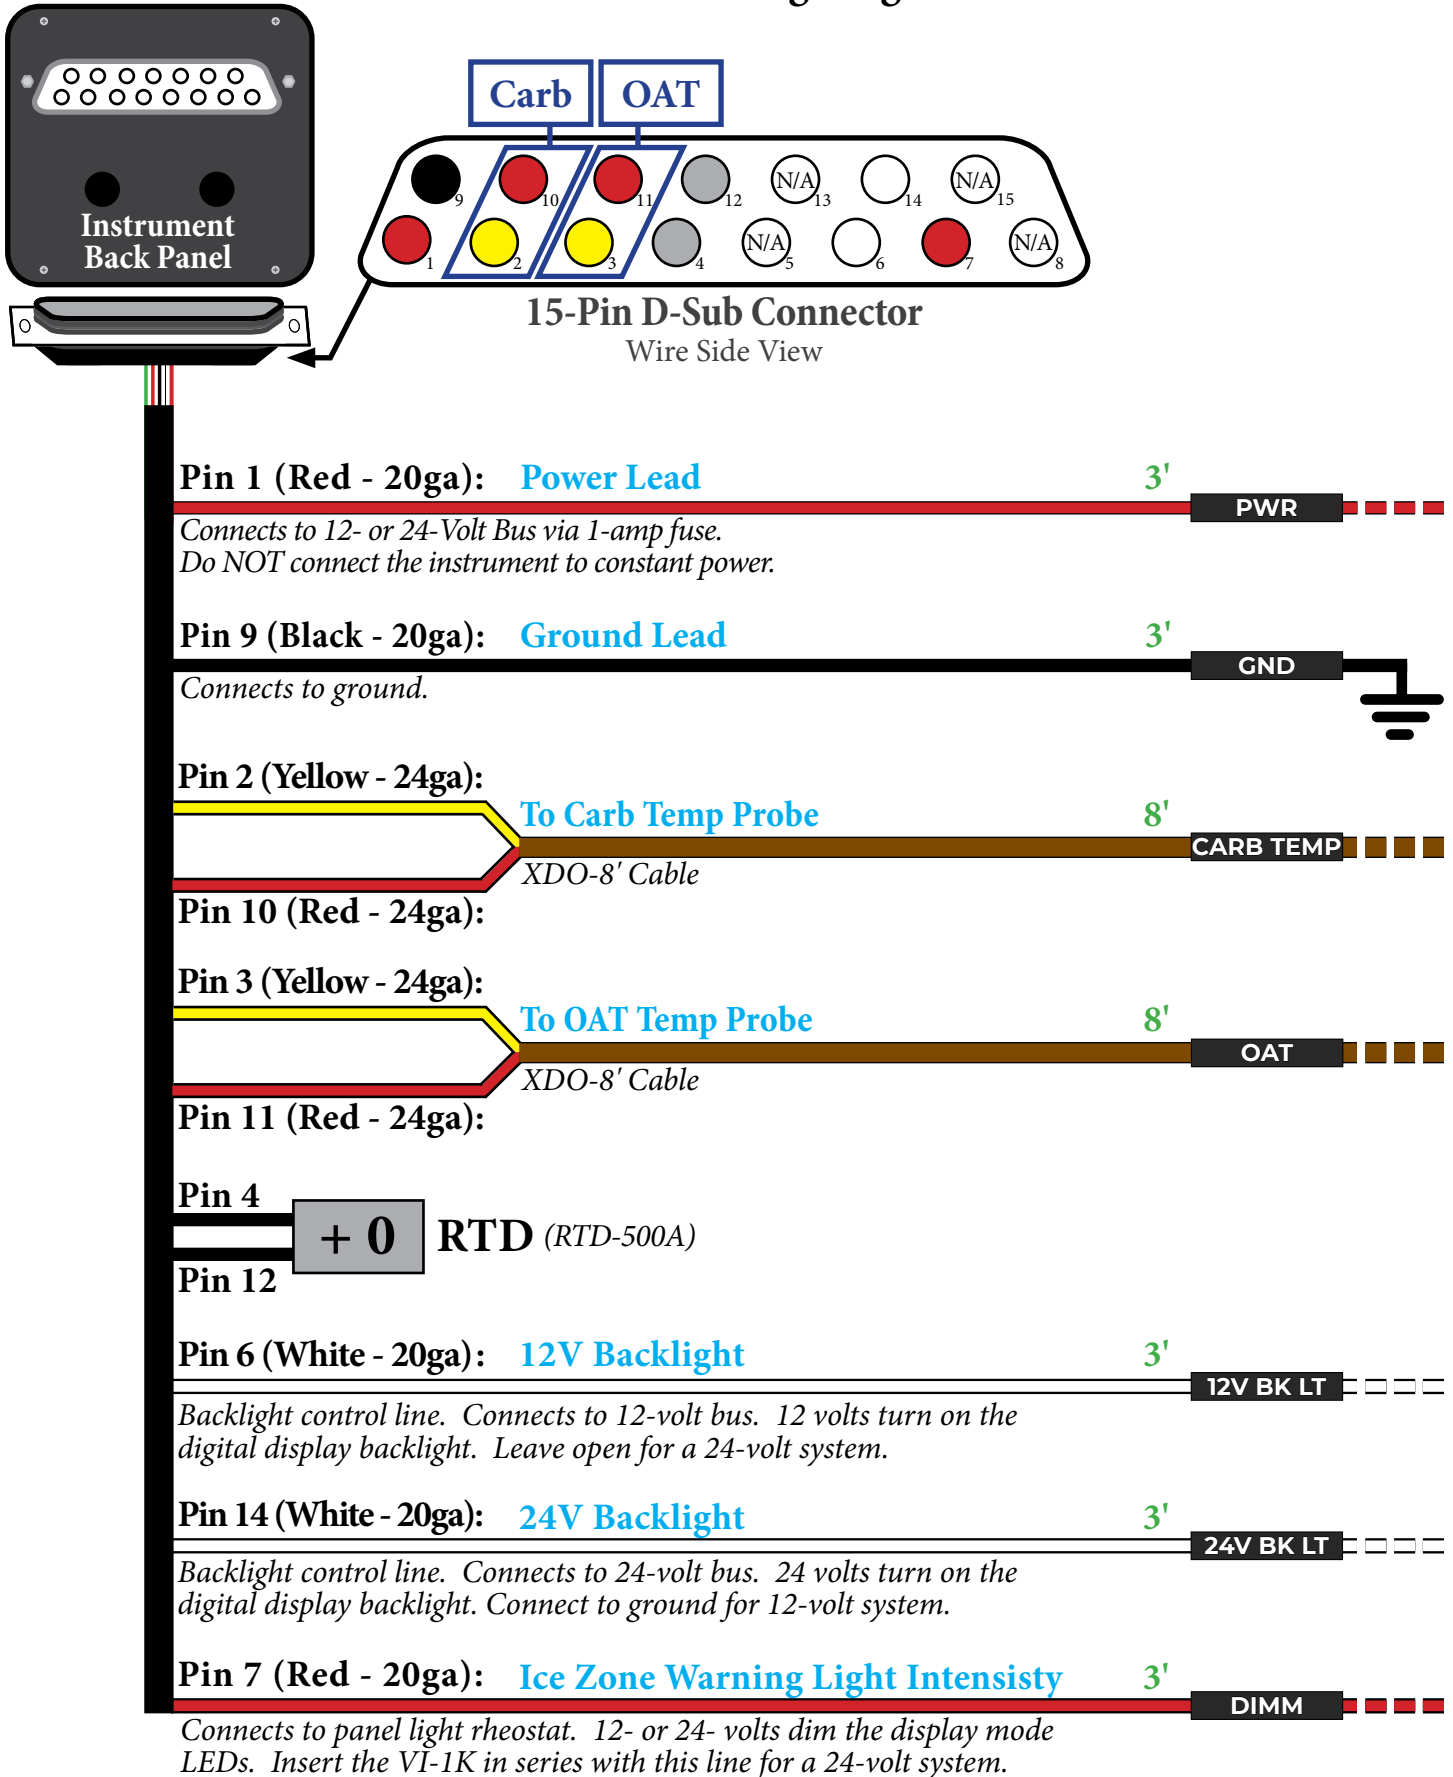 Carb OAT
N/A N/A
9 10 11 12 13 14 15
N/A N/A
1 2 3 4 5 6 7 8
Instrument
Back Panel
15-Pin D-Sub Connector
Wire Side View
Pin 1 (Red - 20ga): Power Lead 3'
PWR
Connects to 12- or 24-Volt Bus via 1-amp fuse.
Do NOT connect the instrument to constant power.
Pin 9 (Black - 20ga): Ground Lead 3'
GND
Connects to ground.
Pin 2 (Yellow - 24ga):
To Carb Temp Probe 8'
CARB TEMP
XDO-8' Cable
Pin 10 (Red - 24ga):
Pin 3 (Yellow - 24ga):
To OAT Temp Probe 8'
OAT
XDO-8' Cable
Pin 11 (Red - 24ga):
Pin 4
+ 0 RTD (RTD-500A)
Pin 12
Pin 6 (White - 20ga): 12V Backlight 3'
12V BK LT
Backlight control line. Connects to 12-volt bus. 12 volts turn on the
digital display backlight. Leave open for a 24-volt system.
Pin 14 (White - 20ga): 24V Backlight 3'
24V BK LT
Backlight control line. Connects to 24-volt bus. 24 volts turn on the
digital display backlight. Connect to ground for 12-volt system.
Pin 7 (Red - 20ga): Ice Zone Warning Light Intensisty 3'
DIMM
Connects to panel light rheostat. 12- or 24- volts dim the display mode
LEDs. Insert the VI-1K in series with this line for a 24-volt system.